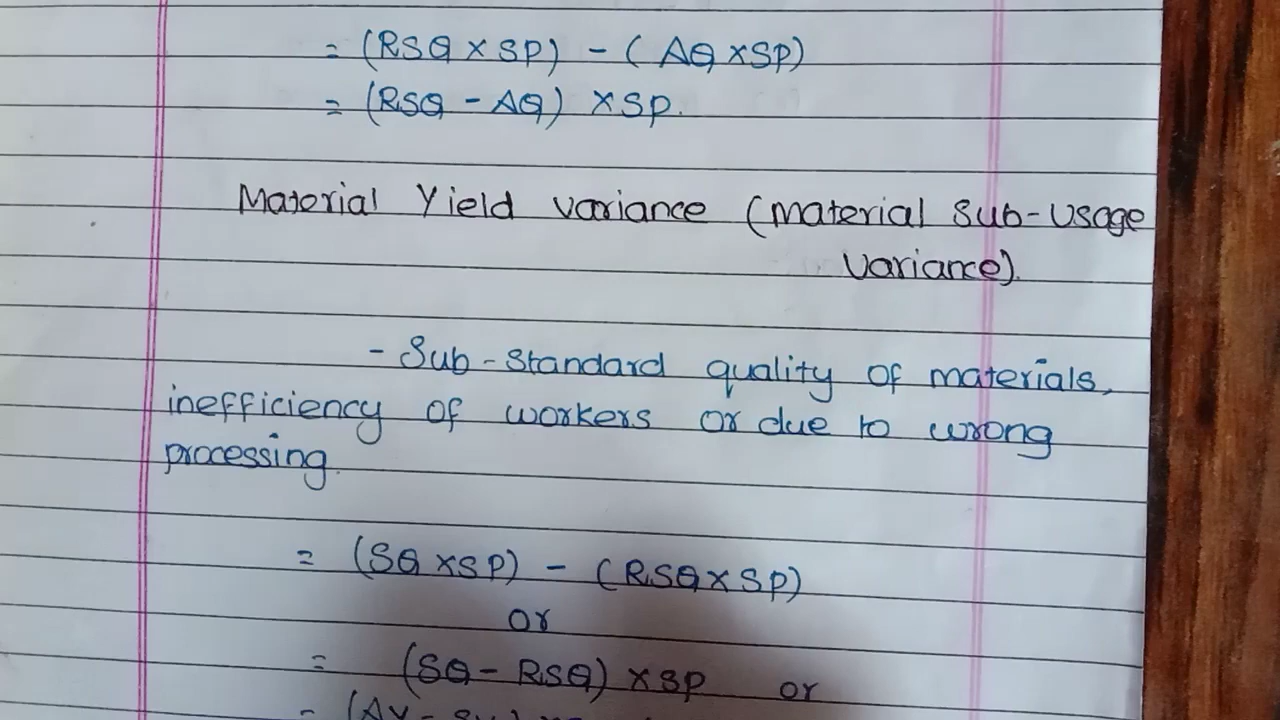 = (RSQ × SP) - (AQ × SP)
= (RSQ - AQ) × SP.
Material Yield variance (material sub-usage
variance).
- Sub-standard quality of materials,
inefficiency of workers or due to wrong
processing.
= (SQ × SP) - (RSQ × SP)
or
= (SQ - RSQ) × SP or